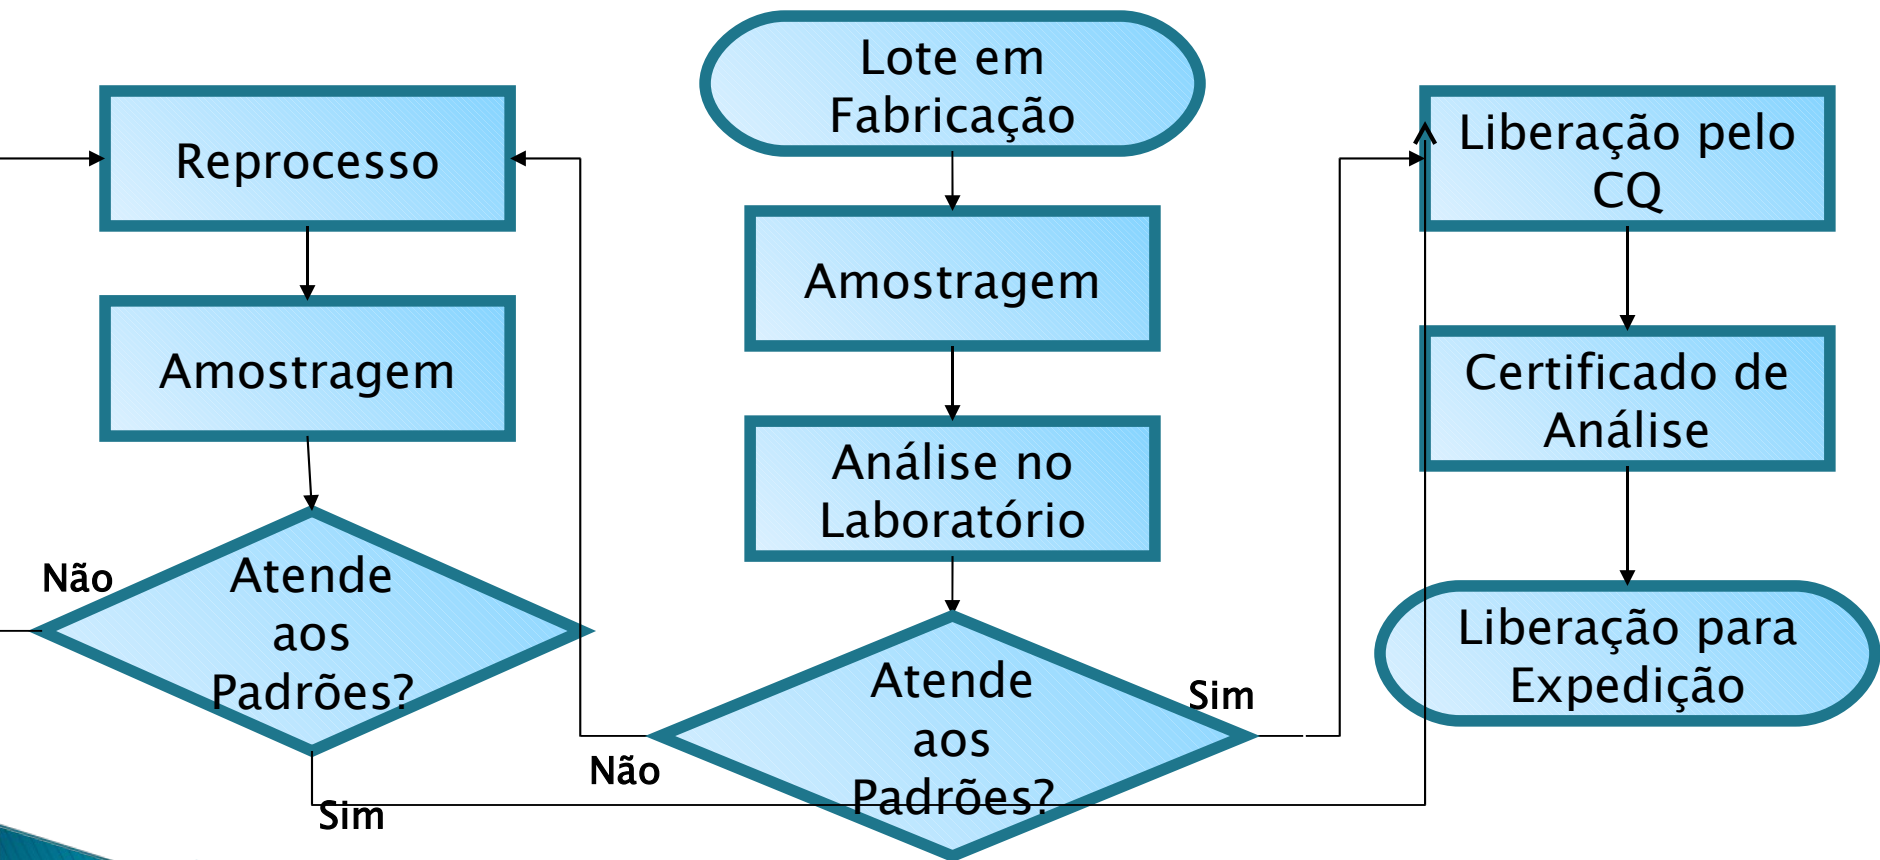 Lote em
Fabricação
Amostragem
Análise no
Laboratório
Atende
aos
Padrões?
Não
Sim
Reprocesso
Amostragem
Atende
aos
Padrões?
Não
Sim
Liberação pelo
CQ
Certificado de
Análise
Liberação para
Expedição